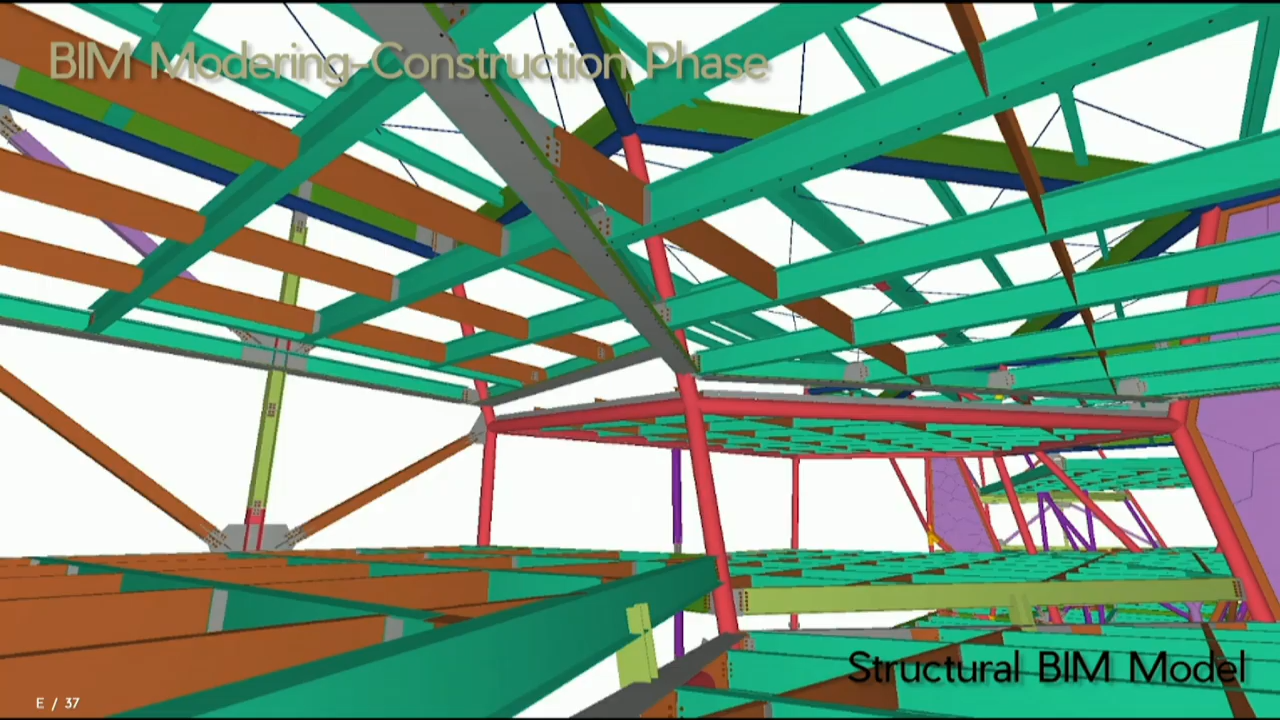 BIM Modering-Construction Phase
Structural BIM Model
E / 37